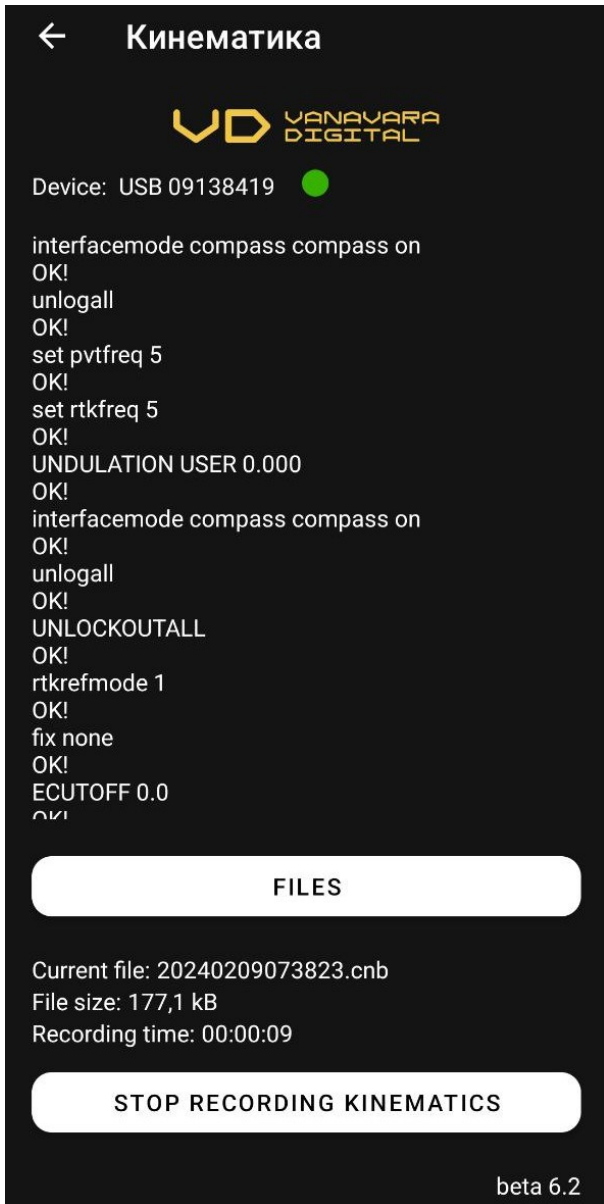 Кинематика
VANAVARA
DIGITAL
Device: USB 09138419
interfacemode compass compass on
OK!
unlogall
OK!
set pvtfreq 5
OK!
set rtkfreq 5
OK!
UNDULATION USER 0.000
OK!
interfacemode compass compass on
OK!
unlogall
OK!
UNLOCKOUTALL
OK!
rtkrefmode 1
OK!
fix none
OK!
ECUTOFF 0.0
OK!
FILES
Current file: 20240209073823.cnb
File size: 177,1 kB
Recording time: 00:00:09
STOP RECORDING KINEMATICS
beta 6.2